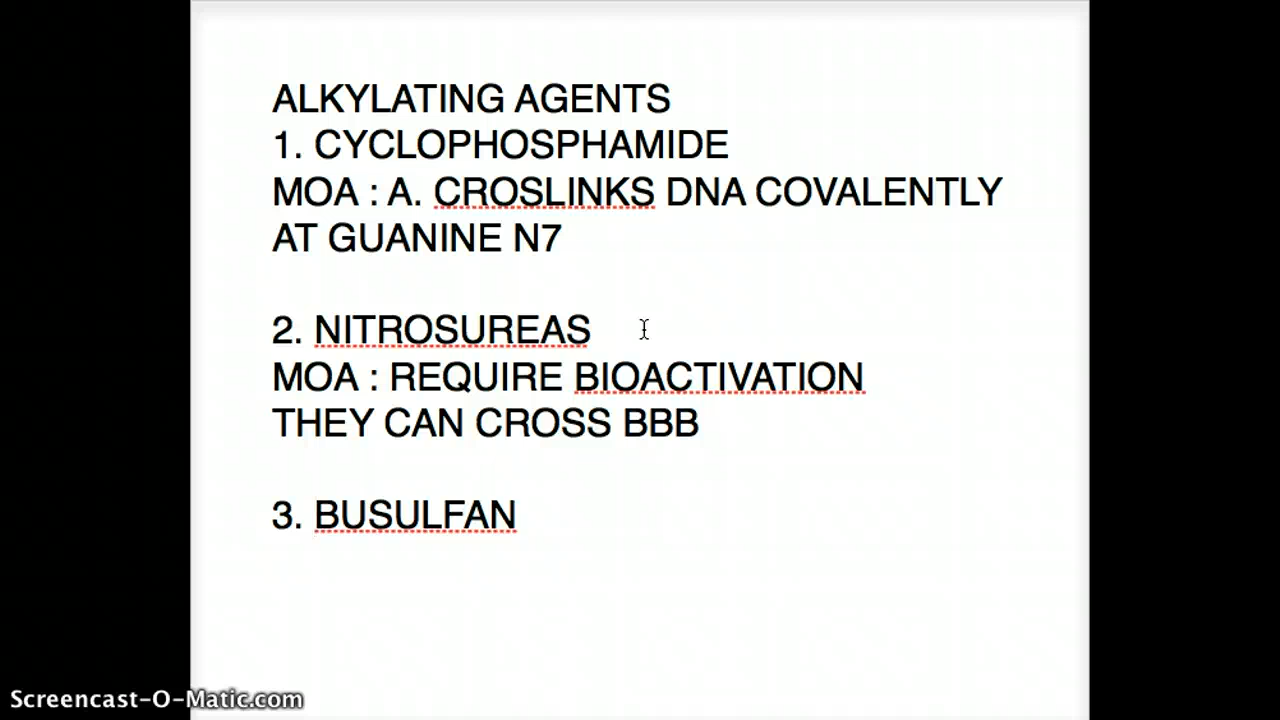 ALKYLATING AGENTS
1. CYCLOPHOSPHAMIDE
MOA : A. CROSLINKS DNA COVALENTLY
AT GUANINE N7
2. NITROSUREAS
MOA : REQUIRE BIOACTIVATION
THEY CAN CROSS BBB
3. BUSULFAN
Screencast-O-Matic.com